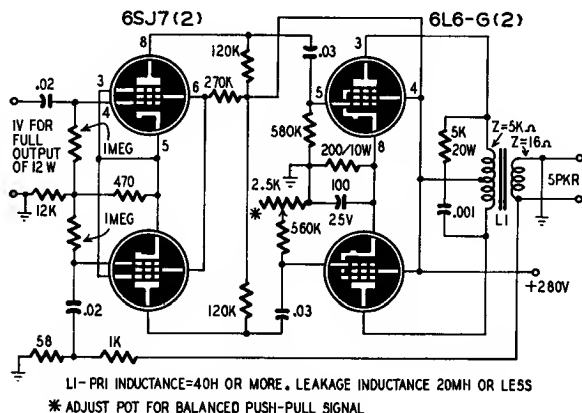 6SJ7(2)
6L6-G(2)
8
120K
.03
3
.02
3
4
6
270K
5
4
580K
5
8
1V FOR
FULL
OUTPUT
OF 12 W
1MEG
200/10W
5K
20W
Z=5KΩ
Z=16Ω
SPKR
470
2.5K
100
25V
12K
*
.001
L1
1MEG
560K
.02
120K
.03
+280V
58
1K
L1- PRI INDUCTANCE=40H OR MORE. LEAKAGE INDUCTANCE 20MH OR LESS
* ADJUST POT FOR BALANCED PUSH-PULL SIGNAL